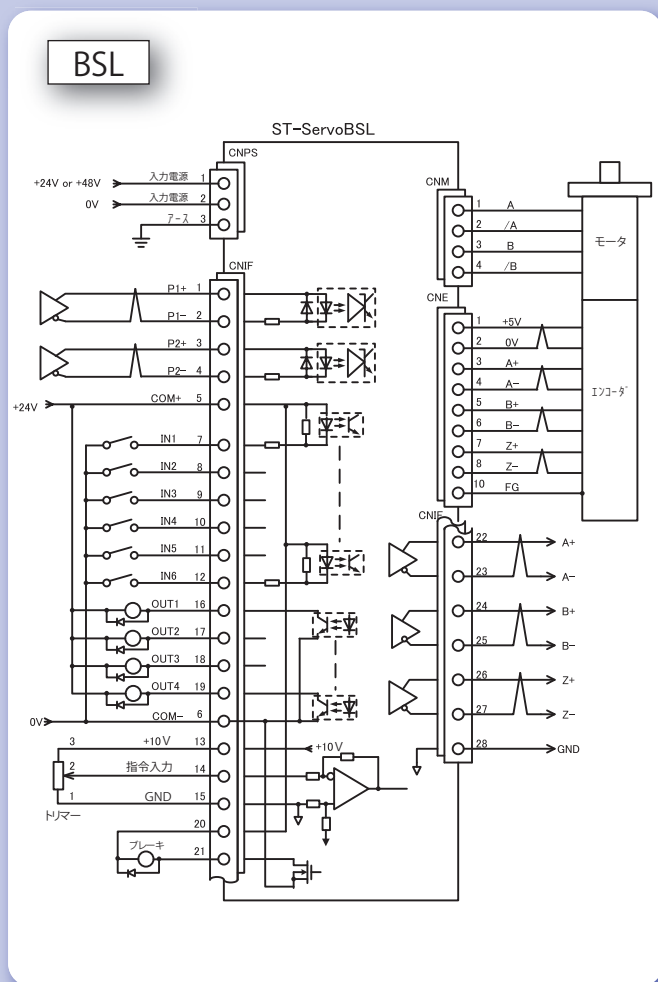 BSL
ST-ServoBSL
CNPS
+24V or +48V 入力電源 1
0V 入力電源 2
アース 3
CNIF
P1+ 1
P1- 2
P2+ 3
P2- 4
+24V COM+ 5
IN1 7
IN2 8
IN3 9
IN4 10
IN5 11
IN6 12
OUT1 16
OUT2 17
OUT3 18
OUT4 19
0V COM- 6
3 +10V 13
2 指令入力 14
1 GND 15
トリマー
20
ブレーキ 21
+10V
CNM
1 A
2 /A
3 B
4 /B
モータ
CNE
1 +5V
2 0V
3 A+
4 A-
5 B+
6 B-
7 Z+
8 Z-
10 FG
エンコーダ
CNIF
22 A+
23 A-
24 B+
25 B-
26 Z+
27 Z-
28 GND